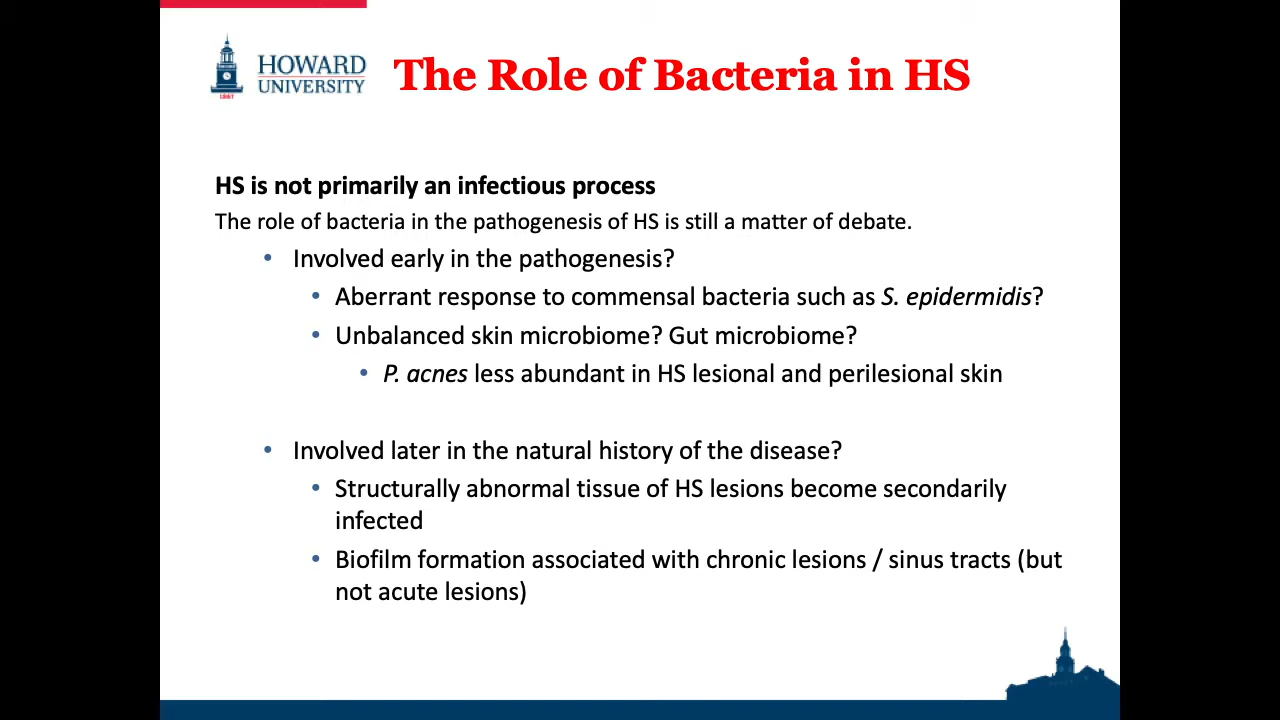 HOWARD
UNIVERSITY
The Role of Bacteria in HS
HS is not primarily an infectious process
The role of bacteria in the pathogenesis of HS is still a matter of debate.
• Involved early in the pathogenesis?
• Aberrant response to commensal bacteria such as S. epidermidis?
• Unbalanced skin microbiome? Gut microbiome?
• P. acnes less abundant in HS lesional and perilesional skin
• Involved later in the natural history of the disease?
• Structurally abnormal tissue of HS lesions become secondarily
infected
• Biofilm formation associated with chronic lesions / sinus tracts (but
not acute lesions)